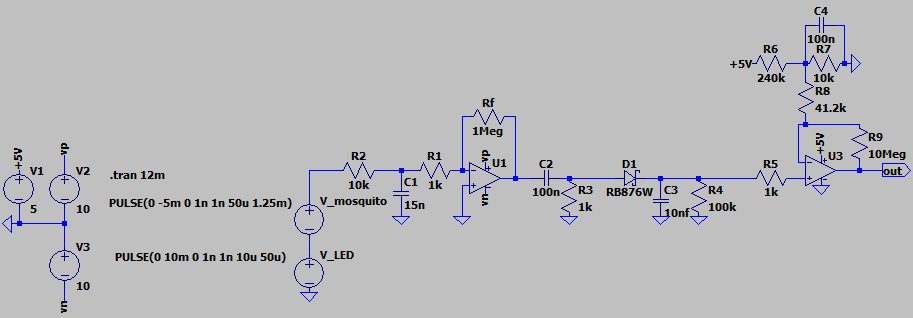 C4
100n
+5V
R6
240k
R7
10k
R8
41.2k
Rf
1Meg
+5V
V1
5
vp
V2
10
.tran 12m
PULSE(0 -5m 0 1n 1n 50u 1.25m)
V3
10
vn
PULSE(0 10m 0 1n 1n 10u 50u)
R2
10k
R1
1k
C1
15n
V_mosquito
V_LED
vp
U1
vn
C2
100n
R3
1k
D1
RB876W
C3
10nf
R4
100k
R5
1k
+5V
U3
R9
10Meg
out